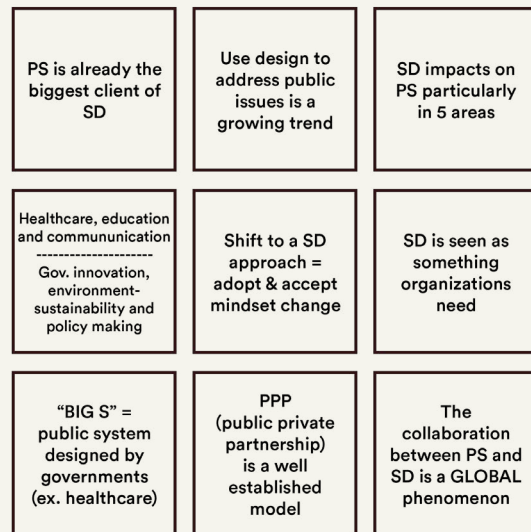 PS is already the
biggest client of
SD
Use design to
address public
issues is a
growing trend
SD impacts on
PS particularly
in 5 areas
Healthcare, education
and commununication
----------------------
Gov. innovation,
environment-
sustainability and
policy making
Shift to a SD
approach =
adopt & accept
mindset change
SD is seen as
something
organizations
need
“BIG S” =
public system
designed by
governments
(ex. healthcare)
PPP
(public private
partnership)
is a well
established
model
The
collaboration
between PS and
SD is a GLOBAL
phenomenon